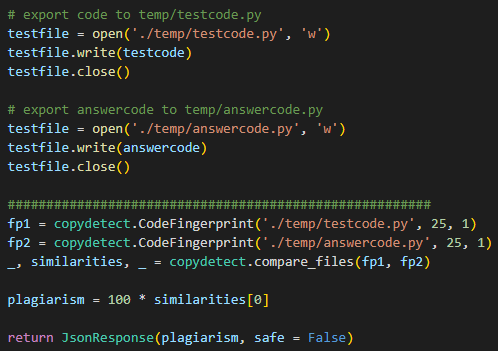 # export code to temp/testcode.py
testfile = open('./temp/testcode.py', 'w')
testfile.write(testcode)
testfile.close()
# export answercode to temp/answercode.py
testfile = open('./temp/answercode.py', 'w')
testfile.write(answercode)
testfile.close()
#######################################################
fp1 = copydetect.CodeFingerprint('./temp/testcode.py', 25, 1)
fp2 = copydetect.CodeFingerprint('./temp/answercode.py', 25, 1)
_, similarities, _ = copydetect.compare_files(fp1, fp2)
plagiarism = 100 * similarities[0]
return JsonResponse(plagiarism, safe = False)